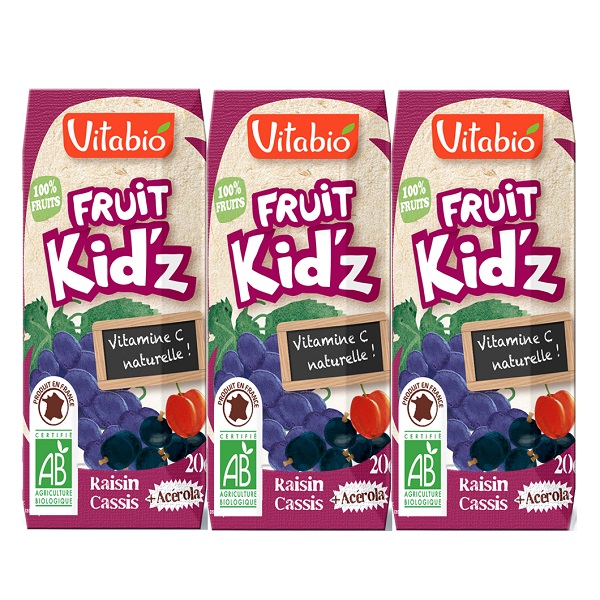 Vitabio
100%
FRUITS
FRUIT
Kid'z
Vitamine C
naturelle !
PRODUIT EN FRANCE
CERTIFIÉ
AB
AGRICULTURE
BIOLOGIQUE
Raisin
Cassis
+Acérola
Vitabio
100%
FRUITS
FRUIT
Kid'z
Vitamine C
naturelle !
PRODUIT EN FRANCE
CERTIFIÉ
AB
AGRICULTURE
BIOLOGIQUE
Raisin
Cassis
+Acérola
Vitabio
100%
FRUITS
FRUIT
Kid'z
Vitamine C
naturelle !
PRODUIT EN FRANCE
CERTIFIÉ
AB
AGRICULTURE
BIOLOGIQUE
Raisin
Cassis
+Acérola